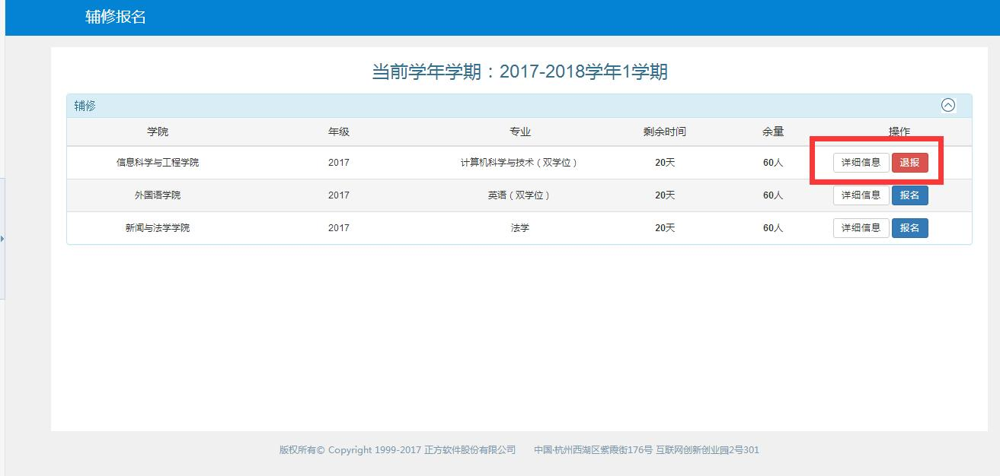 辅修报名
当前学年学期：2017-2018学年1学期
辅修
学院 年级 专业 剩余时间 余量 操作
信息科学与工程学院 2017 计算机科学与技术（双学位） 20天 60人 详细信息 退报
外国语学院 2017 英语（双学位） 20天 60人 详细信息 报名
新闻与法学学院 2017 法学 20天 60人 详细信息 报名
版权所有© Copyright 1999-2017 正方软件股份有限公司 中国·杭州西湖区紫霞街176号 互联网创新创业园2号301